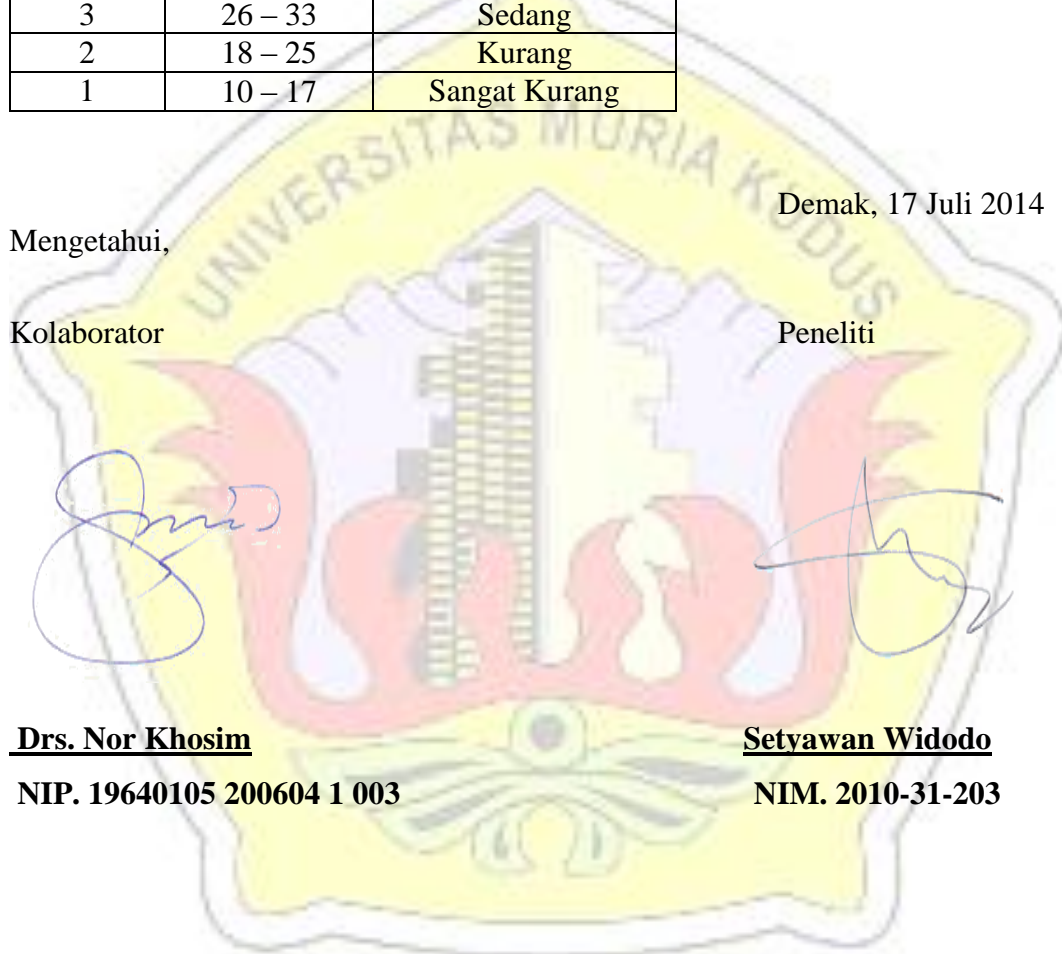 3 26 – 33 Sedang
2 18 – 25 Kurang
1 10 – 17 Sangat Kurang
UNIVERSITAS MURIA KUDUS
Demak, 17 Juli 2014
Mengetahui,
Kolaborator Peneliti
Drs. Nor Khosim Setyawan Widodo
NIP. 19640105 200604 1 003 NIM. 2010-31-203